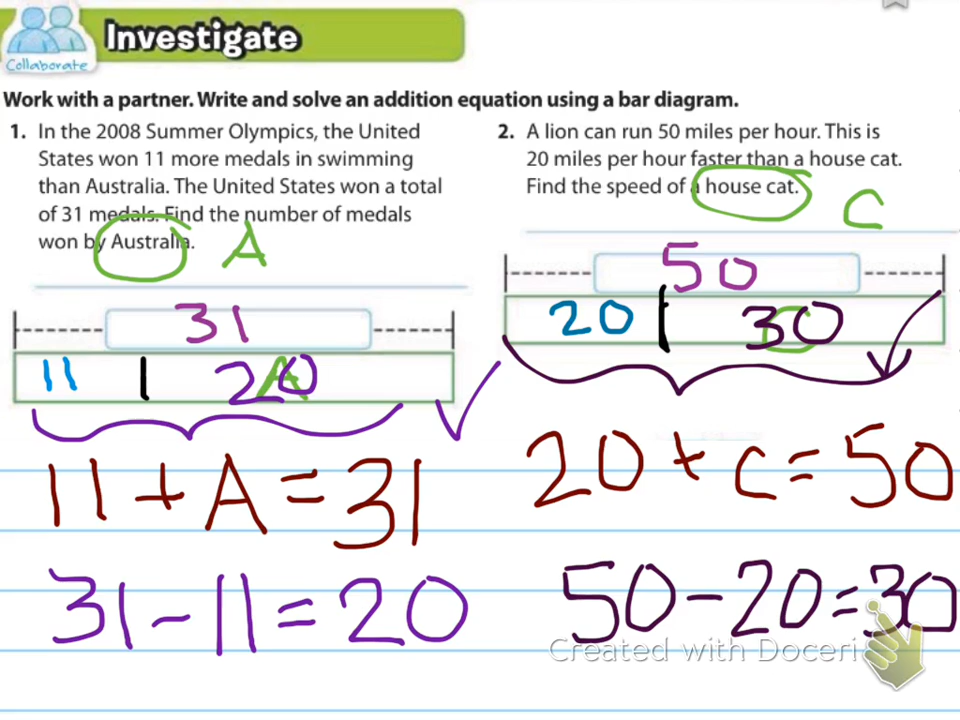 Collaborate
Investigate
Work with a partner. Write and solve an addition equation using a bar diagram.
1. In the 2008 Summer Olympics, the United
States won 11 more medals in swimming
than Australia. The United States won a total
of 31 medals. Find the number of medals
won by Australia.
A
31
11 | 20 A
11 + A = 31
31 - 11 = 20
2. A lion can run 50 miles per hour. This is
20 miles per hour faster than a house cat.
Find the speed of a house cat.
C
50
20 | 30 C
20 + C = 50
50 - 20 = 30
Created with Doceri